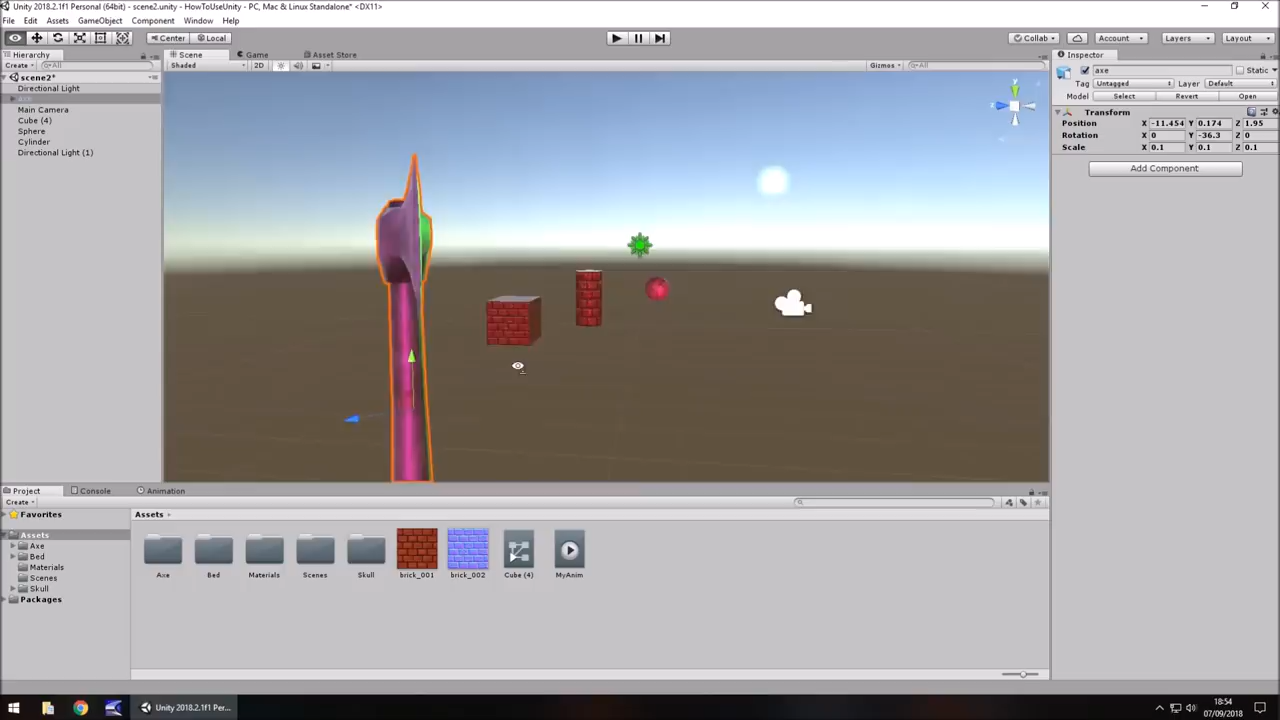 Unity 2018.2.1f1 Personal (64bit) - scene2.unity - HowToUseUnity - PC, Mac & Linux Standalone* <DX11>
File Edit Assets GameObject Component Window Help
Center Local Collab Account Layers Layout
Hierarchy Scene Game Asset Store Inspector
Create All Shaded 2D Gizmos All axe Static
scene2*
Directional Light
Main Camera
Cube (4)
Sphere
Cylinder
Directional Light (1)
Tag Untagged Layer Default
Model Select Revert Open
Transform
Position X -11.454 Y 0.174 Z 1.95
Rotation X 0 Y -36.3 Z 0
Scale X 0.1 Y 0.1 Z 0.1
Add Component
y
z
Project Console Animation
Create
Favorites
Assets
Axe
Bed
Materials
Scenes
Skull
Packages
Assets
Axe Bed Materials Scenes Skull brick_001 brick_002 Cube (4) MyAnim
Unity 2018.2.1f1 Per...
18:54
07/09/2018